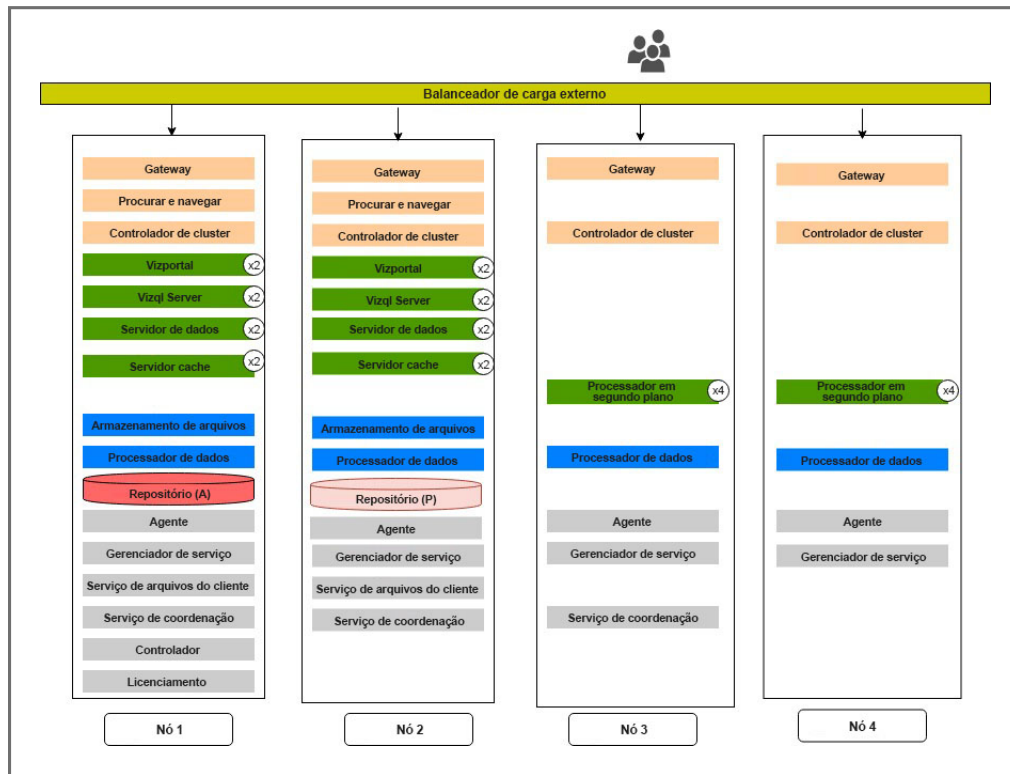 Balanceador de carga externo
Gateway
Procurar e navegar
Controlador de cluster
Vizportal
x2
Vizql Server
x2
Servidor de dados
x2
Servidor cache
x2
Armazenamento de arquivos
Processador de dados
Repositório (A)
Agente
Gerenciador de serviço
Serviço de arquivos do cliente
Serviço de coordenação
Controlador
Licenciamento
Nó 1
Gateway
Procurar e navegar
Controlador de cluster
Vizportal
x2
Vizql Server
x2
Servidor de dados
x2
Servidor cache
x2
Armazenamento de arquivos
Processador de dados
Repositório (P)
Agente
Gerenciador de serviço
Serviço de arquivos do cliente
Serviço de coordenação
Nó 2
Gateway
Controlador de cluster
Processador em
segundo plano
x4
Processador de dados
Agente
Gerenciador de serviço
Serviço de coordenação
Nó 3
Gateway
Controlador de cluster
Processador em
segundo plano
x4
Processador de dados
Agente
Gerenciador de serviço
Nó 4